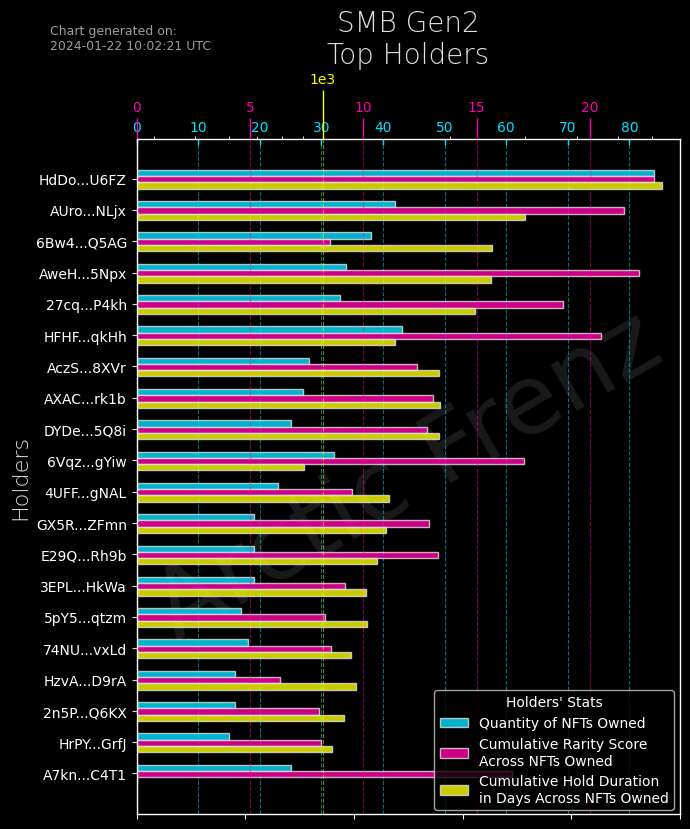 Chart generated on:
2024-01-22 10:02:21 UTC
SMB Gen2
Top Holders
1e3
0 5 10 15 20
0 10 20 30 40 50 60 70 80
Holders
HdDo...U6FZ
AUro...NLjx
6Bw4...Q5AG
AweH...5Npx
27cq...P4kh
HFHF...qkHh
AczS...8XVr
AXAC...rk1b
DYDe...5Q8i
6Vqz...gYiw
4UFF...gNAL
GX5R...ZFmn
E29Q...Rh9b
3EPL...HkWa
5pY5...qtzm
74NU...vxLd
HzvA...D9rA
2n5P...Q6KX
HrPY...GrfJ
A7kn...C4T1
Arctic Frenz
Holders' Stats
Quantity of NFTs Owned
Cumulative Rarity Score
Across NFTs Owned
Cumulative Hold Duration
in Days Across NFTs Owned